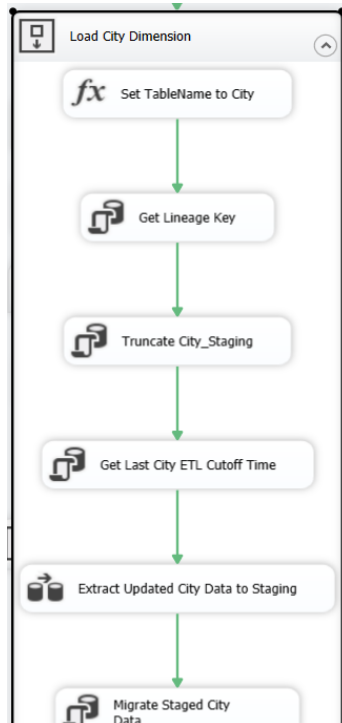 Load City Dimension
fx Set TableName to City
Get Lineage Key
Truncate City_Staging
Get Last City ETL Cutoff Time
Extract Updated City Data to Staging
Migrate Staged City
Data